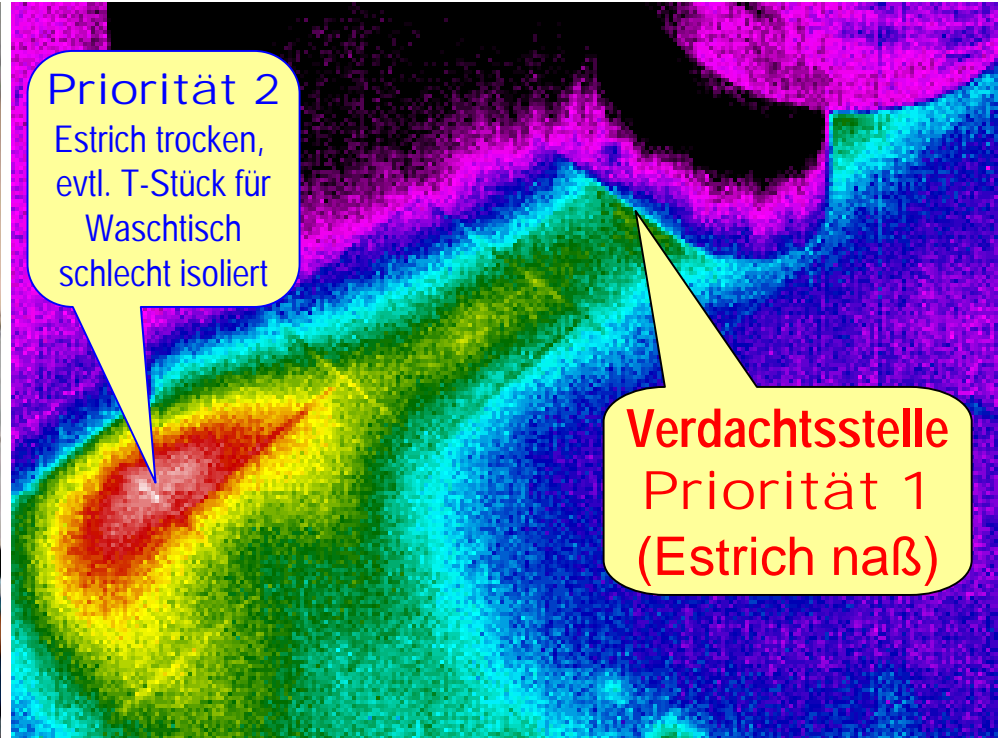 Priorität 2
Estrich trocken,
evtl. T-Stück für
Waschtisch
schlecht isoliert
Verdachtsstelle
Priorität 1
(Estrich naß)